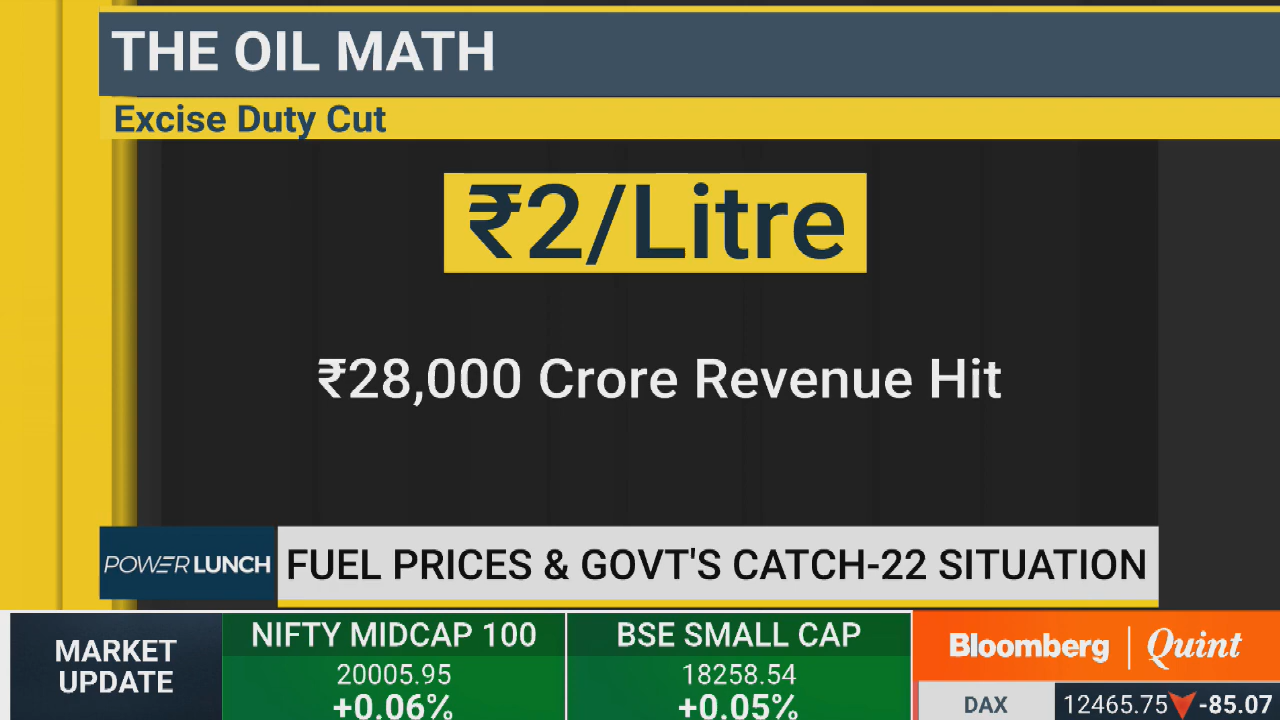 THE OIL MATH
Excise Duty Cut
₹2/Litre
₹28,000 Crore Revenue Hit
POWER LUNCH
FUEL PRICES & GOVT'S CATCH-22 SITUATION
MARKET
UPDATE
NIFTY MIDCAP 100
20005.95
+0.06%
BSE SMALL CAP
18258.54
+0.05%
Bloomberg | Quint
DAX 12465.75 -85.07